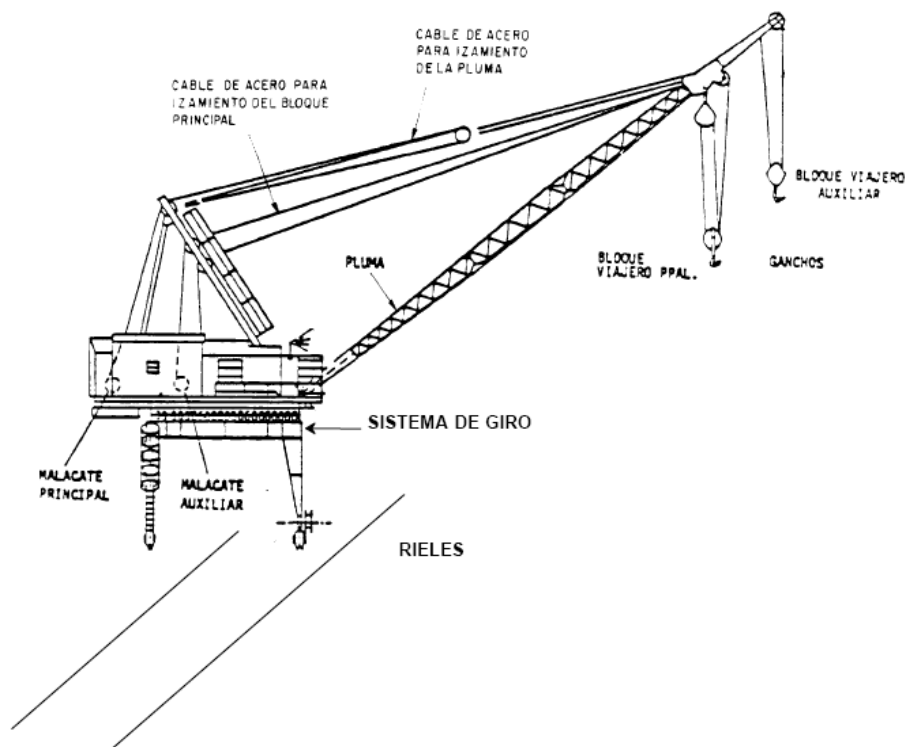 CABLE DE ACERO
PARA IZAMIENTO
DE LA PLUMA
CABLE DE ACERO PARA
IZAMIENTO DEL BLOQUE
PRINCIPAL
BLOQUE VIAJERO
AUXILIAR
PLUMA
BLOQUE
VIAJERO PPAL.
GANCHOS
SISTEMA DE GIRO
MALACATE
PRINCIPAL
MALACATE
AUXILIAR
RIELES